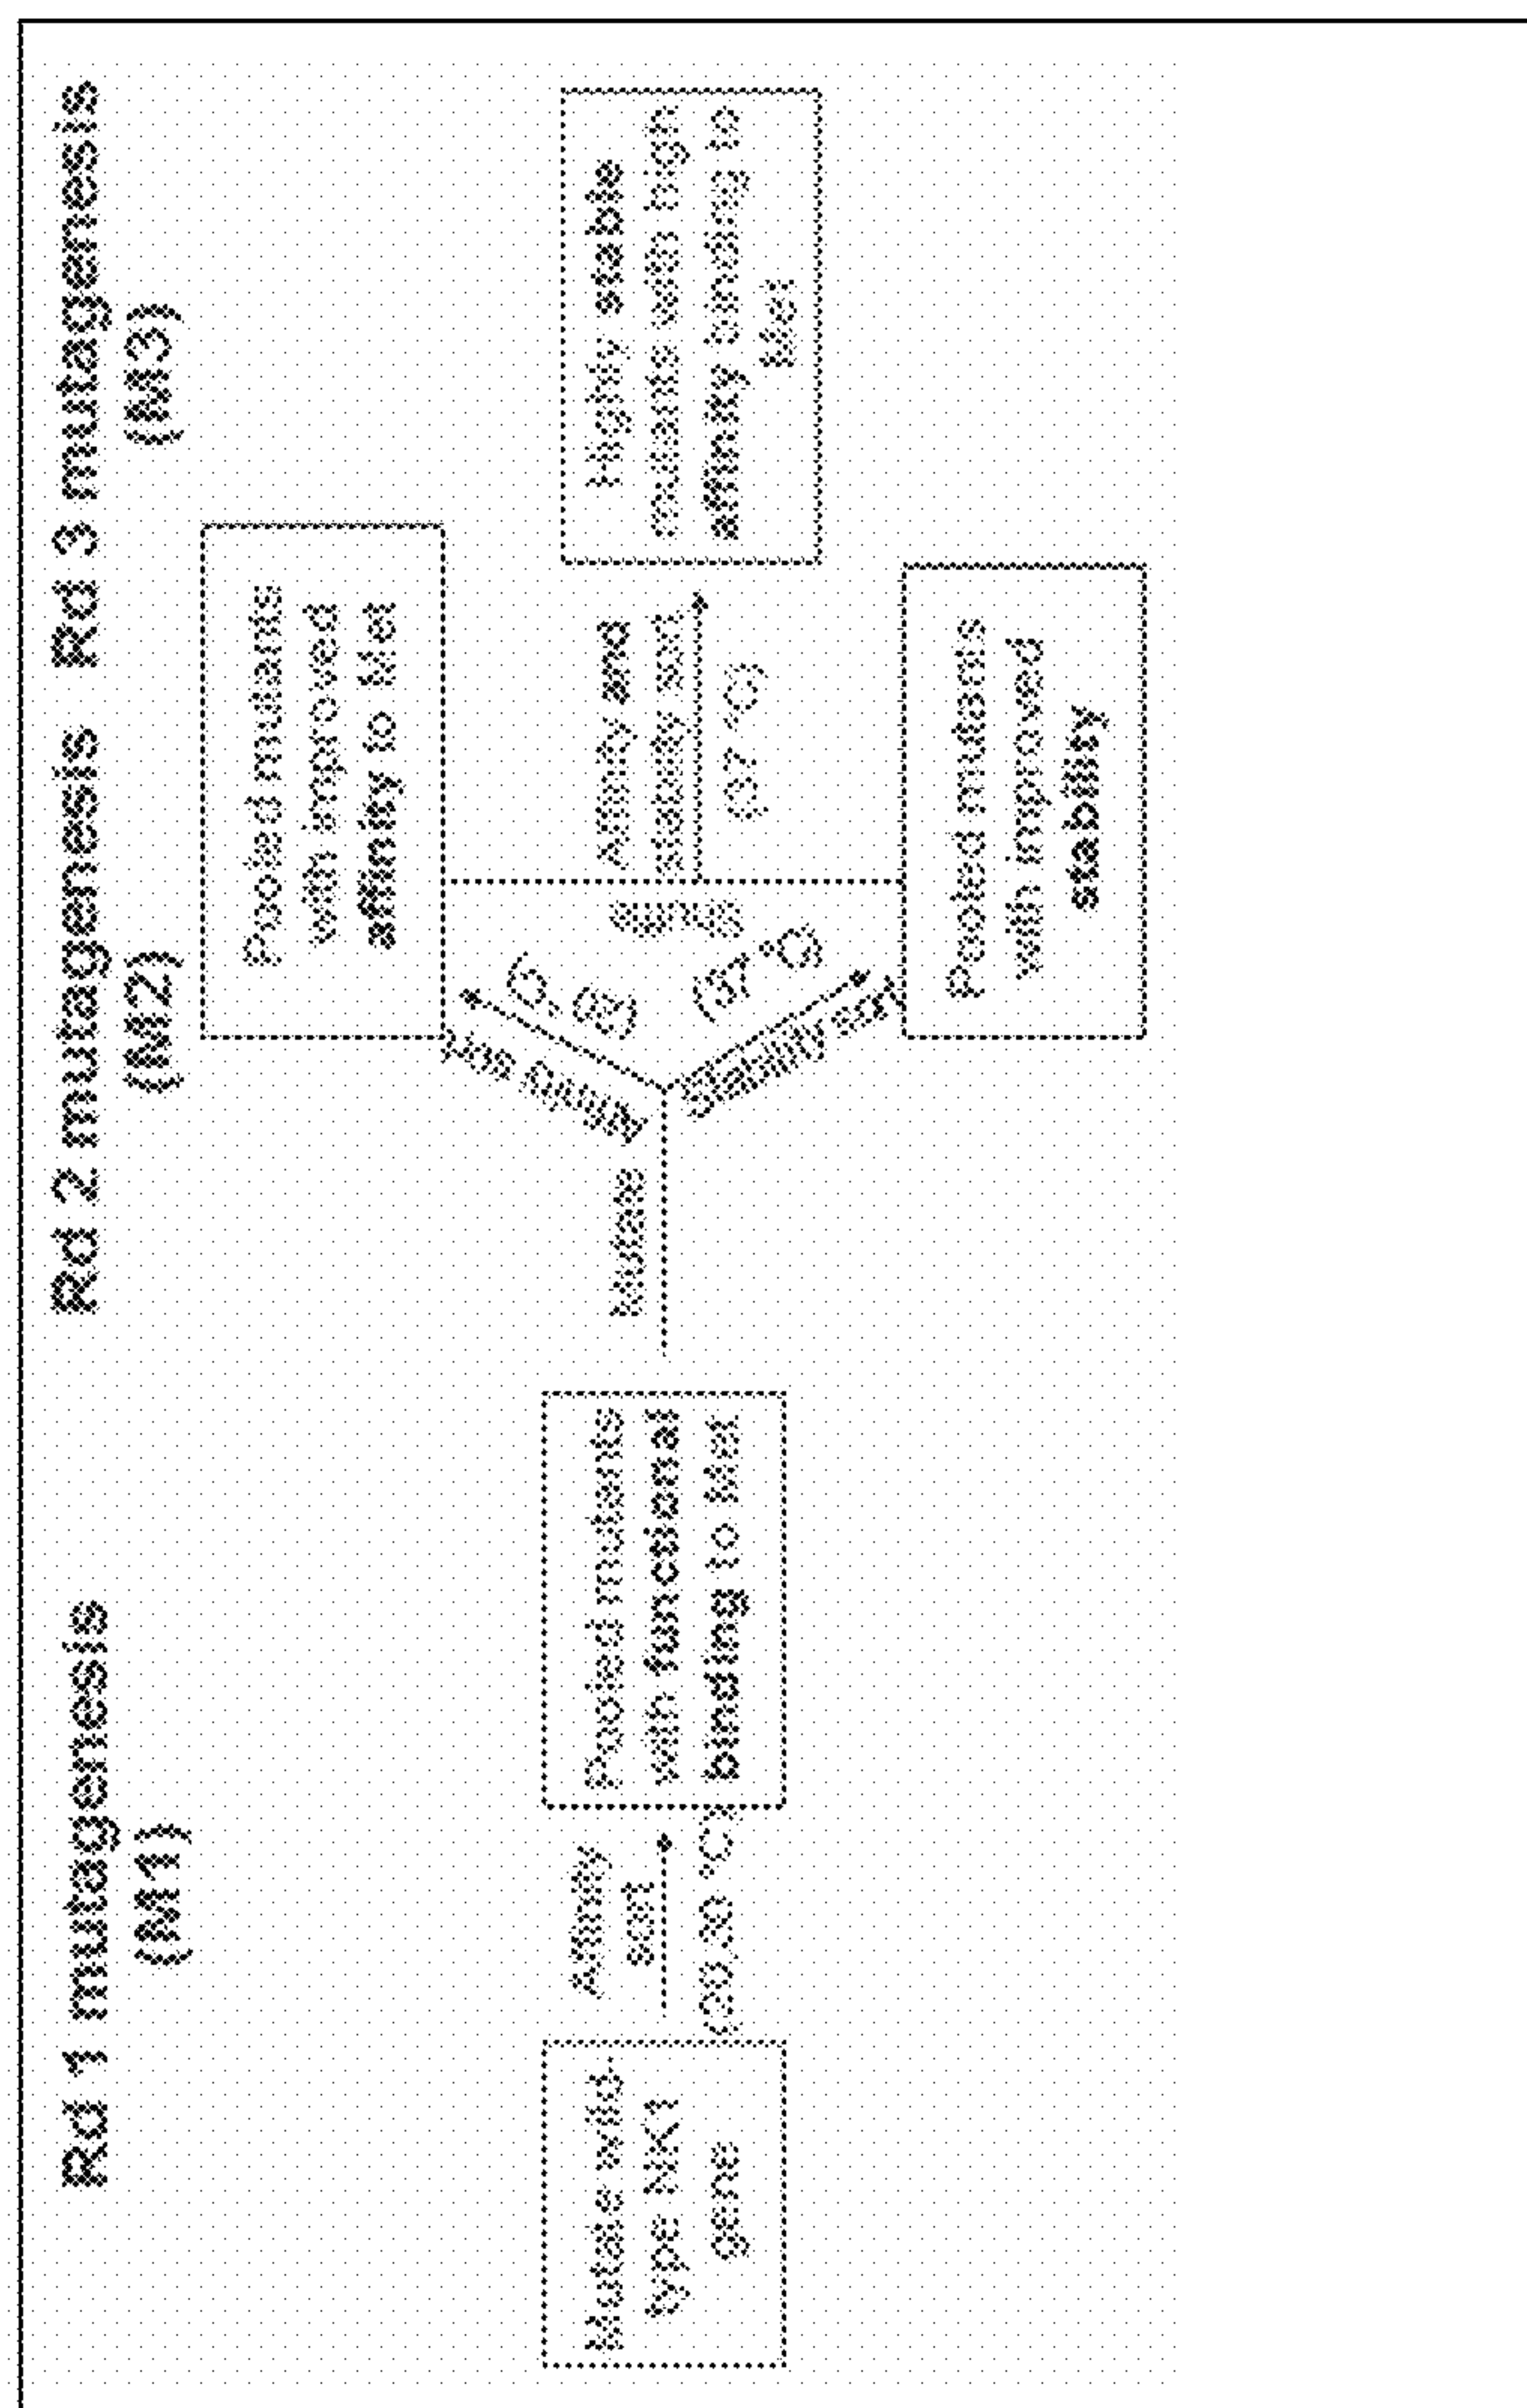 Rd 1 mutagenesis
(M1)
Rd 2 mutagenesis
(M2)
Rd 3 mutagenesis
(M3)
Mutate wild-
type NK1
gene
Affinity
sort
(20, 30 °C)
Pooled mutants
with functional
binding to Met
Mutate
Affinity sort
Stability sort
(37 °C)
Pooled mutants
with improved
affinity to Met
Pooled mutants
with improved
stability
Shuffle
Affinity and
stability sort
(37 °C)
Highly stable
mutants with high
affinity binding to
Met